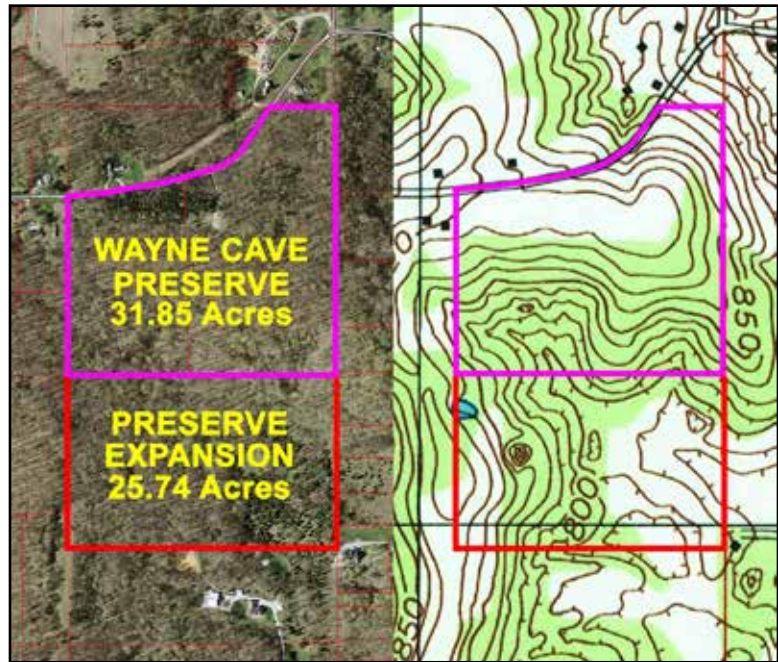 WAYNE CAVE
PRESERVE
31.85 Acres
PRESERVE
EXPANSION
25.74 Acres
850
800
850